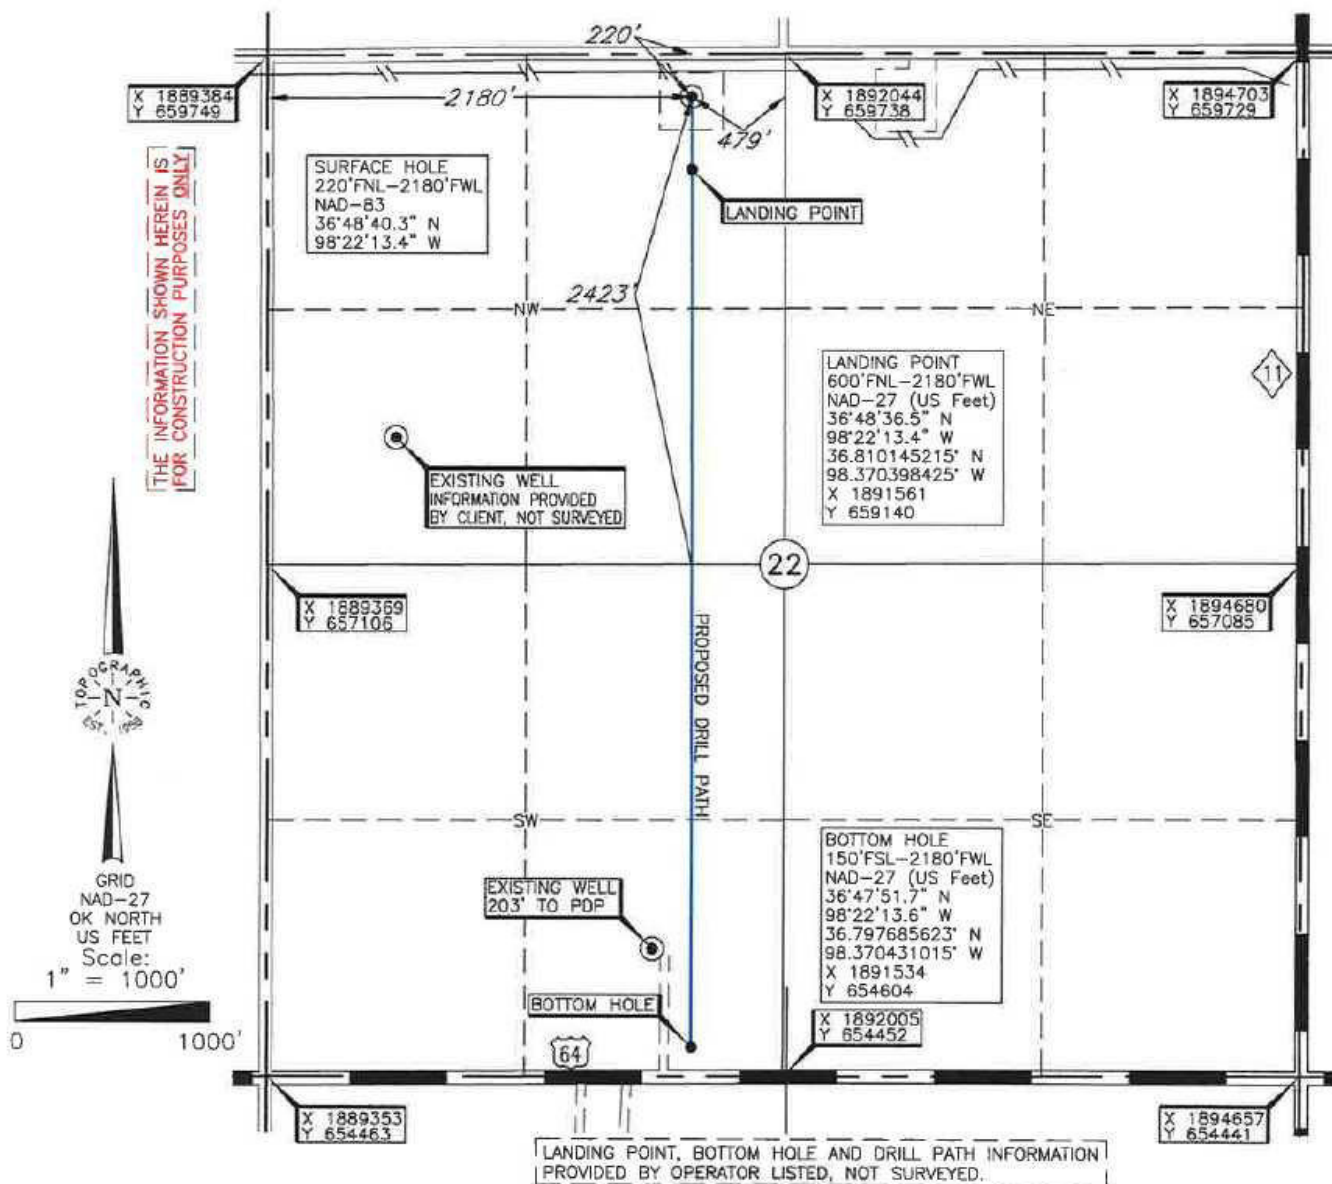 220'
X 1889384
Y 659749
2180'
X 1892044
Y 659738
X 1894703
Y 659729
479'
SURFACE HOLE
220'FNL-2180'FWL
NAD-83
36°48'40.3" N
98°22'13.4" W
THE INFORMATION SHOWN HEREIN IS
FOR CONSTRUCTION PURPOSES ONLY
LANDING POINT
2423'
NW
NE
LANDING POINT
600'FNL-2180'FWL
NAD-27 (US Feet)
36°48'36.5" N
98°22'13.4" W
36.810145215° N
98.370398425° W
X 1891561
Y 659140
11
EXISTING WELL
INFORMATION PROVIDED
BY CLIENT, NOT SURVEYED
22
X 1889369
Y 657106
X 1894680
Y 657085
PROPOSED DRILL PATH
TOPOGRAPHIC
N
SW
SE
BOTTOM HOLE
150'FSL-2180'FWL
NAD-27 (US Feet)
36°47'51.7" N
98°22'13.6" W
36.797685623° N
98.370431015° W
X 1891534
Y 654604
GRID
NAD-27
OK NORTH
US FEET
Scale:
1" = 1000'
0 1000'
EXISTING WELL
203' TO PDP
BOTTOM HOLE
X 1892005
Y 654452
64
X 1889353
Y 654463
X 1894657
Y 654441
LANDING POINT, BOTTOM HOLE AND DRILL PATH INFORMATION
PROVIDED BY OPERATOR LISTED, NOT SURVEYED.